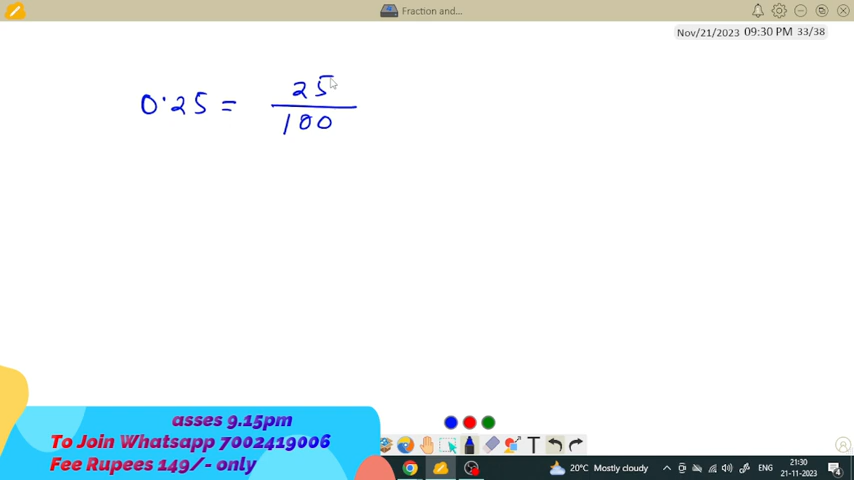 Fraction and...
Nov/21/2023 09:30 PM 33/38
0.25 = 25/100
asses 9.15pm
To Join Whatsapp 7002419006
Fee Rupees 149/- only
T
20°C Mostly cloudy
ENG
21:30
21-11-2023
4